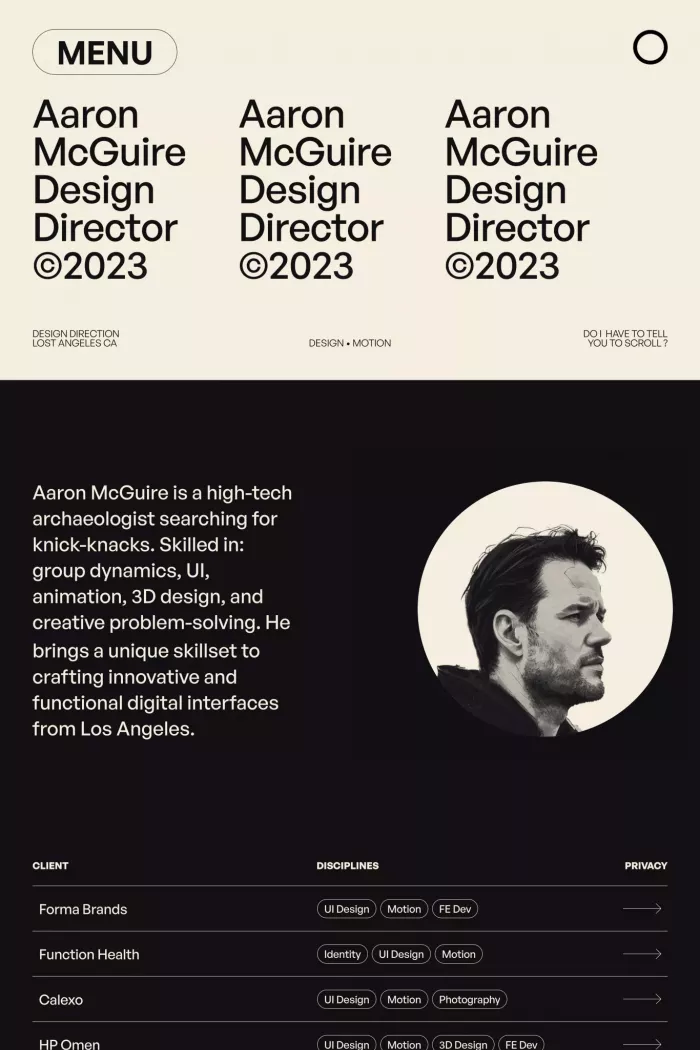 MENU
Aaron
McGuire
Design
Director
©2023
Aaron
McGuire
Design
Director
©2023
Aaron
McGuire
Design
Director
©2023
DESIGN DIRECTION
LOST ANGELES CA
DESIGN • MOTION
DO I HAVE TO TELL
YOU TO SCROLL ?
Aaron McGuire is a high-tech
archaeologist searching for
knick-knacks. Skilled in:
group dynamics, UI,
animation, 3D design, and
creative problem-solving. He
brings a unique skillset to
crafting innovative and
functional digital interfaces
from Los Angeles.
CLIENT DISCIPLINES PRIVACY
Forma Brands UI Design Motion FE Dev
Function Health Identity UI Design Motion
Calexo UI Design Motion Photography
HP Omen UI Design Motion 3D Design FE Dev